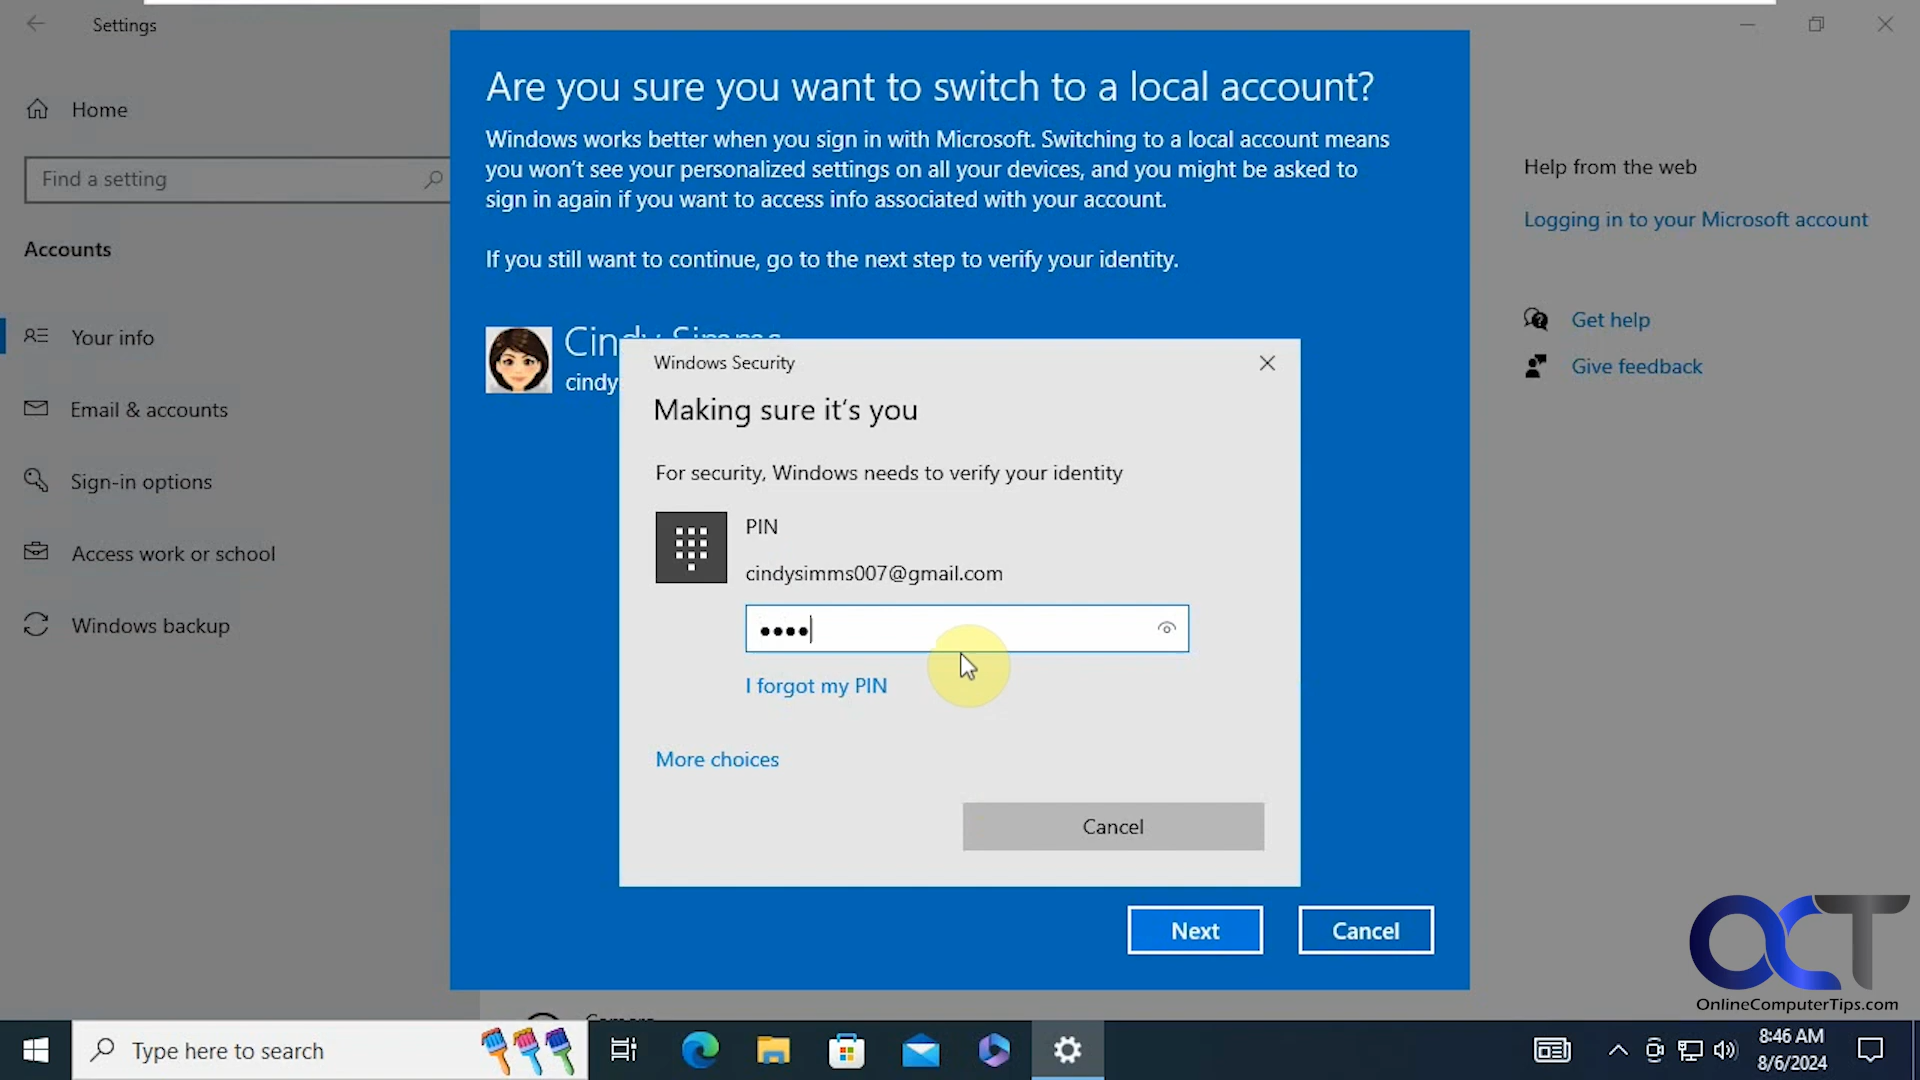 Settings
Home
Find a setting
Accounts
Your info
Email & accounts
Sign-in options
Access work or school
Windows backup
Are you sure you want to switch to a local account?
Windows works better when you sign in with Microsoft. Switching to a local account means
you won't see your personalized settings on all your devices, and you might be asked to
sign in again if you want to access info associated with your account.
If you still want to continue, go to the next step to verify your identity.
Cindy Simms
cindy
Windows Security
Making sure it's you
For security, Windows needs to verify your identity
PIN
cindysimms007@gmail.com
I forgot my PIN
More choices
Cancel
Next
Cancel
Help from the web
Logging in to your Microsoft account
Get help
Give feedback
OCT
OnlineComputerTips.com
Type here to search
8:46 AM
8/6/2024